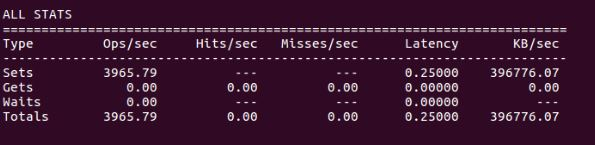 ALL STATS
=========================================================================
Type Ops/sec Hits/sec Misses/sec Latency KB/sec
-------------------------------------------------------------------------
Sets 3965.79 --- --- 0.25000 396776.07
Gets 0.00 0.00 0.00 0.00000 0.00
Waits 0.00 --- --- 0.00000 ---
Totals 3965.79 0.00 0.00 0.25000 396776.07